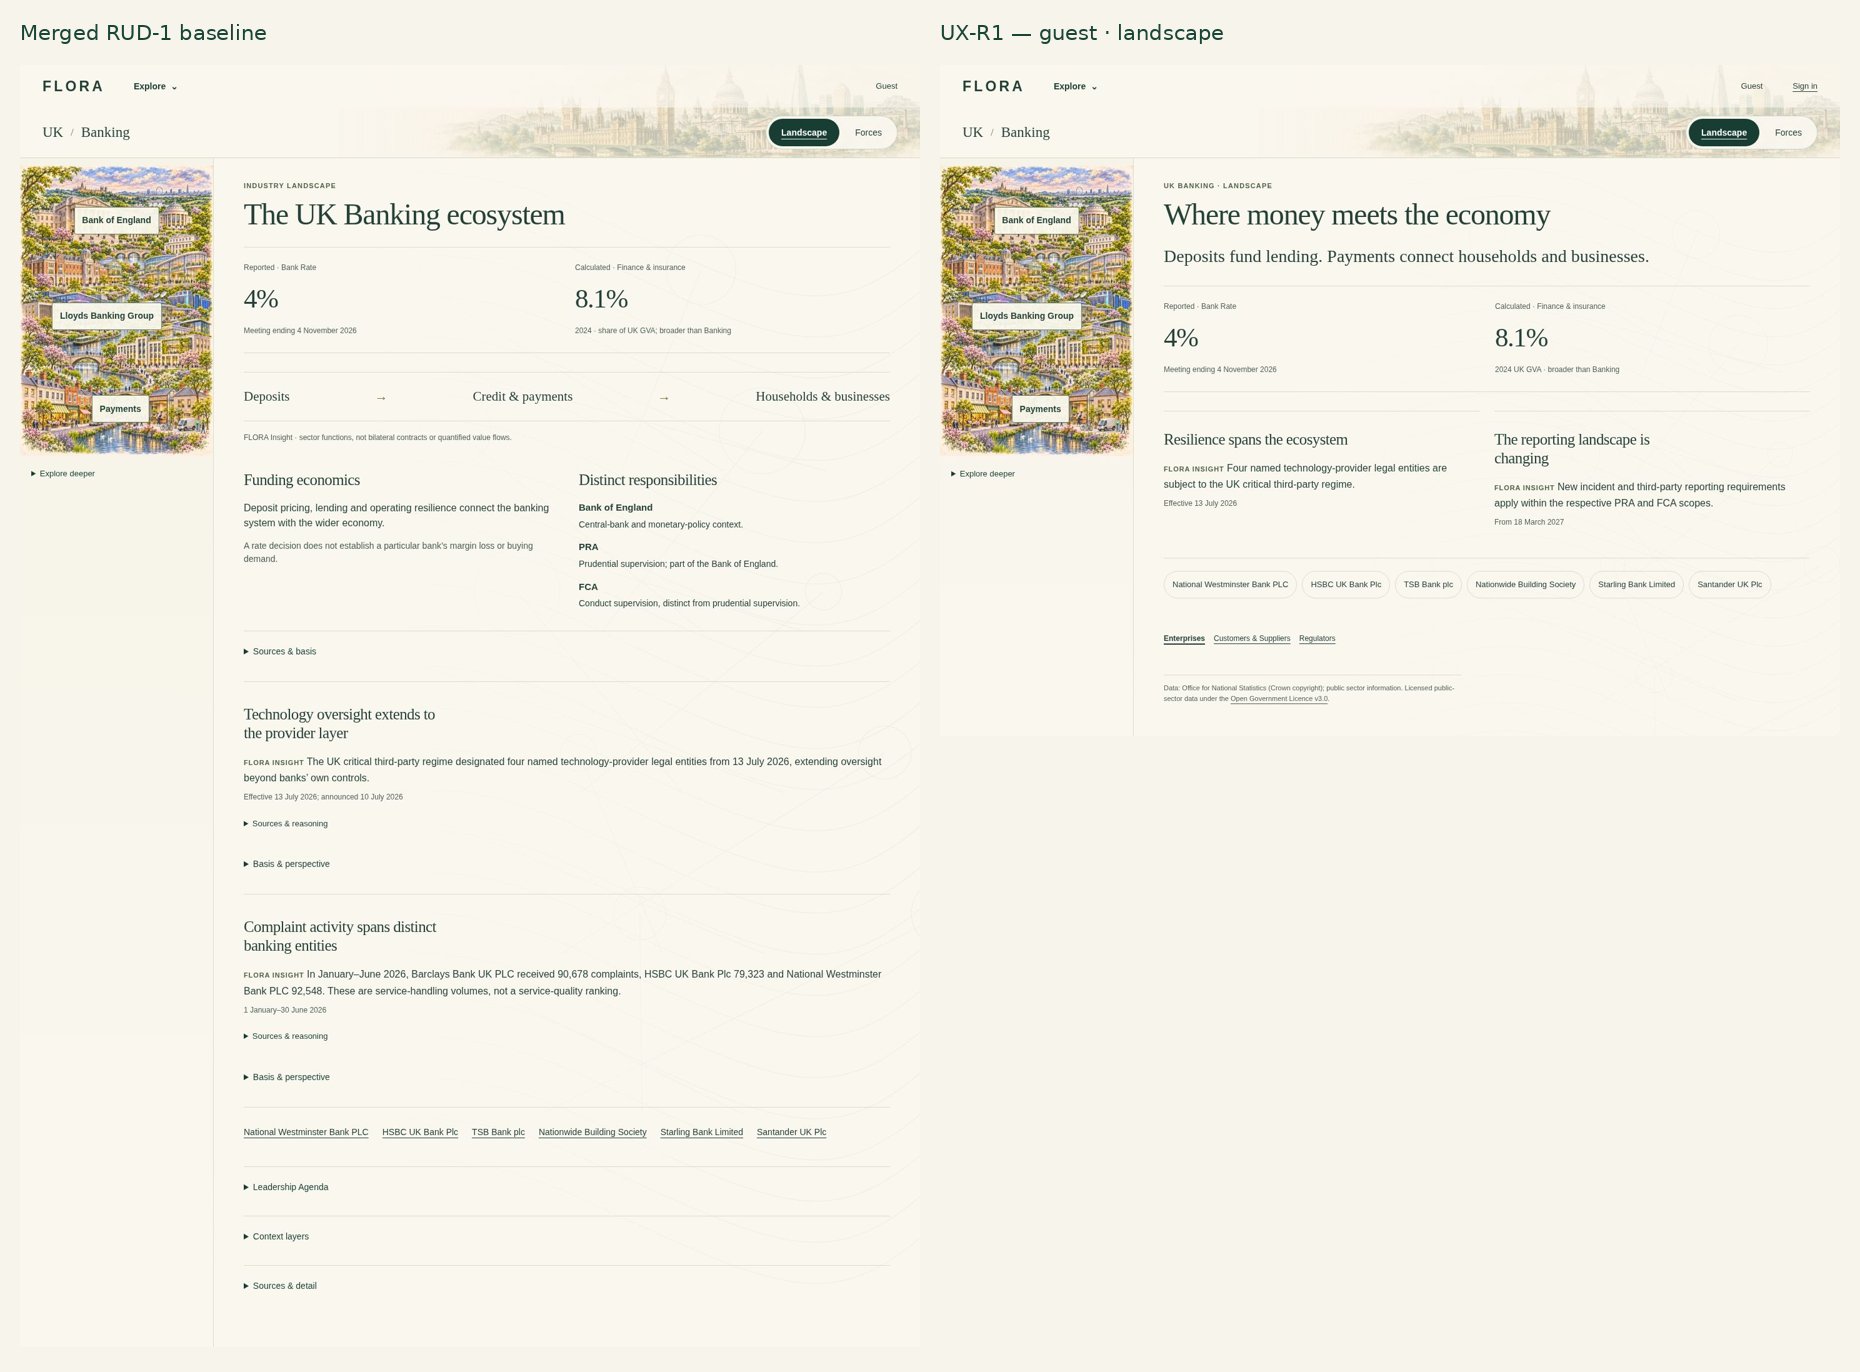 Merged RUD-1 baseline
FLORA
Explore
Guest
UK / Banking
Landscape
Forces
Bank of England
Lloyds Banking Group
Payments
▶ Explore deeper
INDUSTRY LANDSCAPE
The UK Banking ecosystem
Reported · Bank Rate
4%
Meeting ending 4 November 2026
Calculated · Finance & insurance
8.1%
2024 · share of UK GVA; broader than Banking
Deposits → Credit & payments → Households & businesses
FLORA Insight · sector functions, not bilateral contracts or quantified value flows.
Funding economics
Deposit pricing, lending and operating resilience connect the banking
system with the wider economy.
A rate decision does not establish a particular bank's margin loss or buying
demand.
Distinct responsibilities
Bank of England
Central-bank and monetary-policy context.
PRA
Prudential supervision; part of the Bank of England.
FCA
Conduct supervision, distinct from prudential supervision.
▶ Sources & basis
Technology oversight extends to
the provider layer
FLORA INSIGHT The UK critical third-party regime designated four named technology-provider legal entities from 13 July 2026, extending oversight
beyond banks' own controls.
Effective 13 July 2026; announced 10 July 2026
▶ Sources & reasoning
▶ Basis & perspective
Complaint activity spans distinct
banking entities
FLORA INSIGHT In January–June 2026, Barclays Bank UK PLC received 90,678 complaints, HSBC UK Bank Plc 79,323 and National Westminster
Bank PLC 92,548. These are service-handling volumes, not a service-quality ranking.
1 January–30 June 2026
▶ Sources & reasoning
▶ Basis & perspective
National Westminster Bank PLC HSBC UK Bank Plc TSB Bank plc Nationwide Building Society Starling Bank Limited Santander UK Plc
▶ Leadership Agenda
▶ Context layers
▶ Sources & detail
UX-R1 — guest · landscape
FLORA
Explore
Guest
Sign in
UK / Banking
Landscape
Forces
Bank of England
Lloyds Banking Group
Payments
▶ Explore deeper
UK BANKING · LANDSCAPE
Where money meets the economy
Deposits fund lending. Payments connect households and businesses.
Reported · Bank Rate
4%
Meeting ending 4 November 2026
Calculated · Finance & insurance
8.1%
2024 UK GVA · broader than Banking
Resilience spans the ecosystem
FLORA INSIGHT Four named technology-provider legal entities are
subject to the UK critical third-party regime.
Effective 13 July 2026
The reporting landscape is
changing
FLORA INSIGHT New incident and third-party reporting requirements
apply within the respective PRA and FCA scopes.
From 18 March 2027
National Westminster Bank PLC HSBC UK Bank Plc TSB Bank plc Nationwide Building Society Starling Bank Limited Santander UK Plc
Enterprises Customers & Suppliers Regulators
Data: Office for National Statistics (Crown copyright); public sector information. Licensed public-
sector data under the Open Government Licence v3.0.